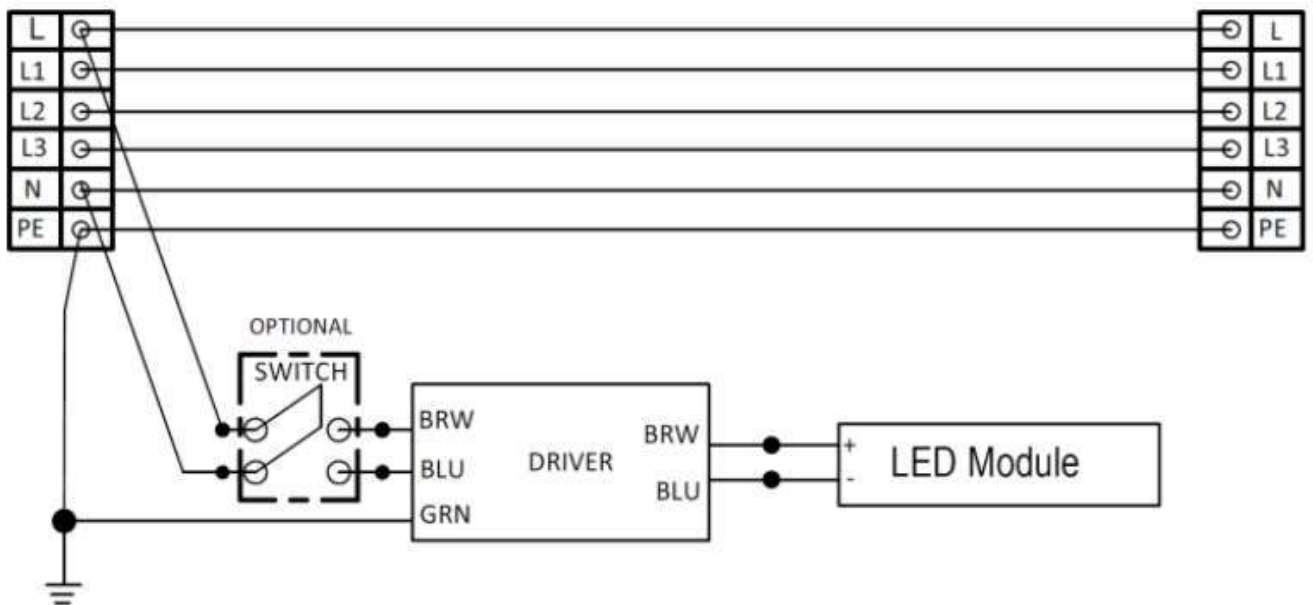 L L
L1 L1
L2 L2
L3 L3
N N
PE PE
OPTIONAL
SWITCH
BRW
BLU
GRN
DRIVER
BRW
BLU
+
-
LED Module